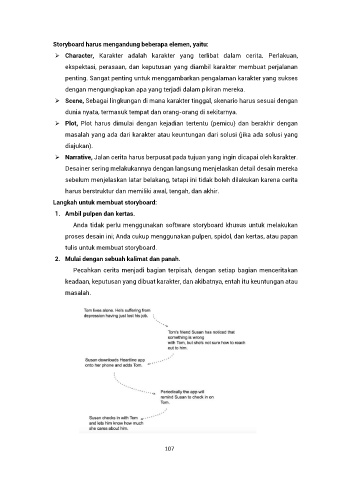 Storyboard harus mengandung beberapa elemen, yaitu:
➢ Character, Karakter adalah karakter yang terlibat dalam cerita. Perlakuan,
ekspektasi, perasaan, dan keputusan yang diambil karakter membuat perjalanan
penting. Sangat penting untuk menggambarkan pengalaman karakter yang sukses
dengan mengungkapkan apa yang terjadi dalam pikiran mereka.
➢ Scene, Sebagai lingkungan di mana karakter tinggal, skenario harus sesuai dengan
dunia nyata, termasuk tempat dan orang-orang di sekitarnya.
➢ Plot, Plot harus dimulai dengan kejadian tertentu (pemicu) dan berakhir dengan
masalah yang ada dari karakter atau keuntungan dari solusi (jika ada solusi yang
diajukan).
➢ Narrative, Jalan cerita harus berpusat pada tujuan yang ingin dicapai oleh karakter.
Desainer sering melakukannya dengan langsung menjelaskan detail desain mereka
sebelum menjelaskan latar belakang, tetapi ini tidak boleh dilakukan karena cerita
harus berstruktur dan memiliki awal, tengah, dan akhir.
Langkah untuk membuat storyboard:
1. Ambil pulpen dan kertas.
Anda tidak perlu menggunakan software storyboard khusus untuk melakukan
proses desain ini; Anda cukup menggunakan pulpen, spidol, dan kertas, atau papan
tulis untuk membuat storyboard.
2. Mulai dengan sebuah kalimat dan panah.
Pecahkan cerita menjadi bagian terpisah, dengan setiap bagian menceritakan
keadaan, keputusan yang dibuat karakter, dan akibatnya, entah itu keuntungan atau
masalah.
Tom lives alone. He's suffering from
depression having just lost his job.
Tom's friend Susan has noticed that
something is wrong
with Tom, but she's not sure how to reach
out to him.
Susan downloads Heartline app
onto her phone and adds Tom.
Periodically the app will
remind Susan to check in on
Tom.
Susan checks in with Tom
and lets him know how much
she cares about him.
107